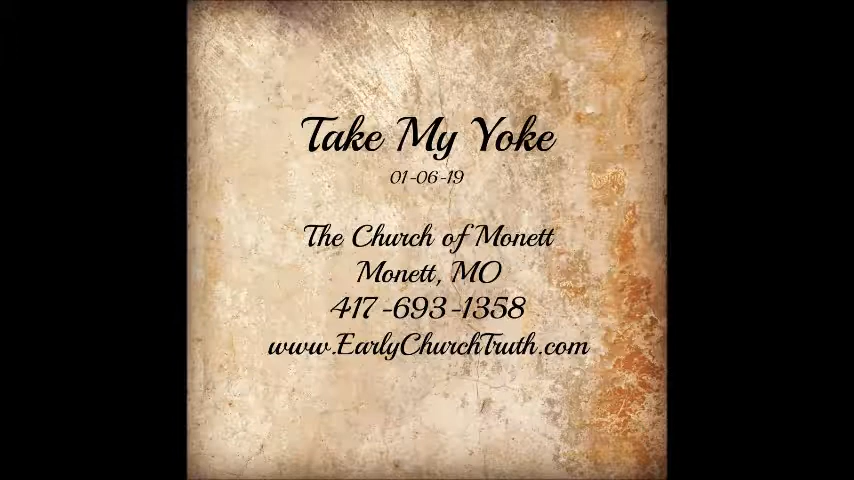 Take My Yoke
01-06-19
The Church of Monett
Monett, MO
417-693-1358
www.EarlyChurchTruth.com